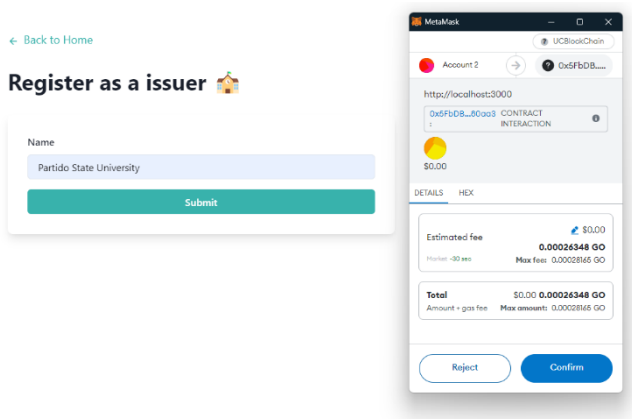 ← Back to Home
Register as a issuer
Name
Partido State University
Submit
MetaMask
UCBlockChain
Account 2
0x5FbDB......
http://localhost:3000
0x5FbDB...80aa3 CONTRACT
: INTERACTION
$0.00
DETAILS HEX
Estimated fee $0.00
0.00026348 GO
Market ~30 sec Max fee: 0.00028165 GO
Total $0.00 0.00026348 GO
Amount + gas fee Max amount: 0.00028165 GO
Reject Confirm